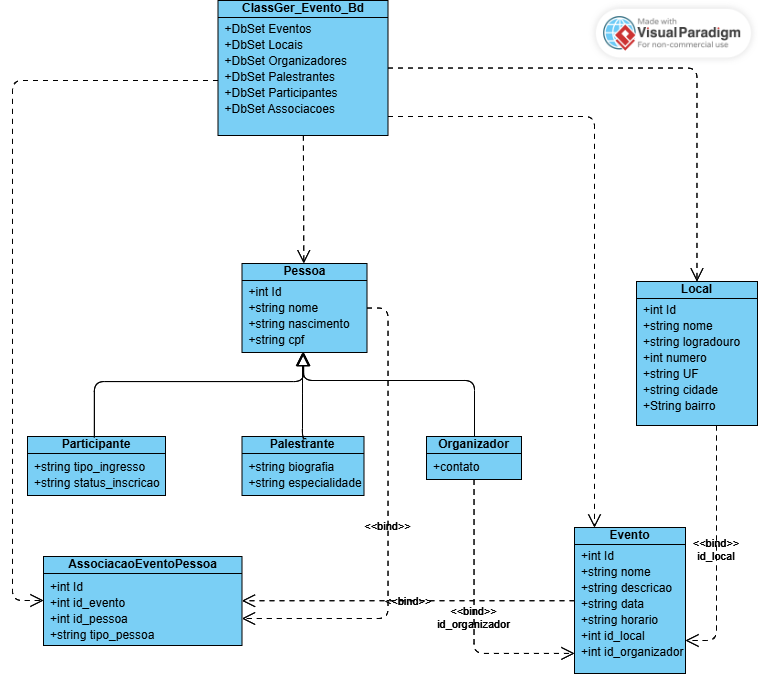 ClassGer_Evento_Bd
+DbSet Eventos
+DbSet Locais
+DbSet Organizadores
+DbSet Palestrantes
+DbSet Participantes
+DbSet Associacoes
Made with
VisualParadigm
For non-commercial use
Pessoa
+int Id
+string nome
+string nascimento
+string cpf
Local
+int Id
+string nome
+string logradouro
+int numero
+string UF
+string cidade
+String bairro
Participante
+string tipo_ingresso
+string status_inscricao
Palestrante
+string biografia
+string especialidade
Organizador
+contato
<<bind>>
<<bind>>
id_local
Evento
+int Id
+string nome
+string descricao
+string data
+string horario
+int id_local
+int id_organizador
AssociacaoEventoPessoa
+int Id
+int id_evento
+int id_pessoa
+string tipo_pessoa
<<bind>>
<<bind>>
id_organizador